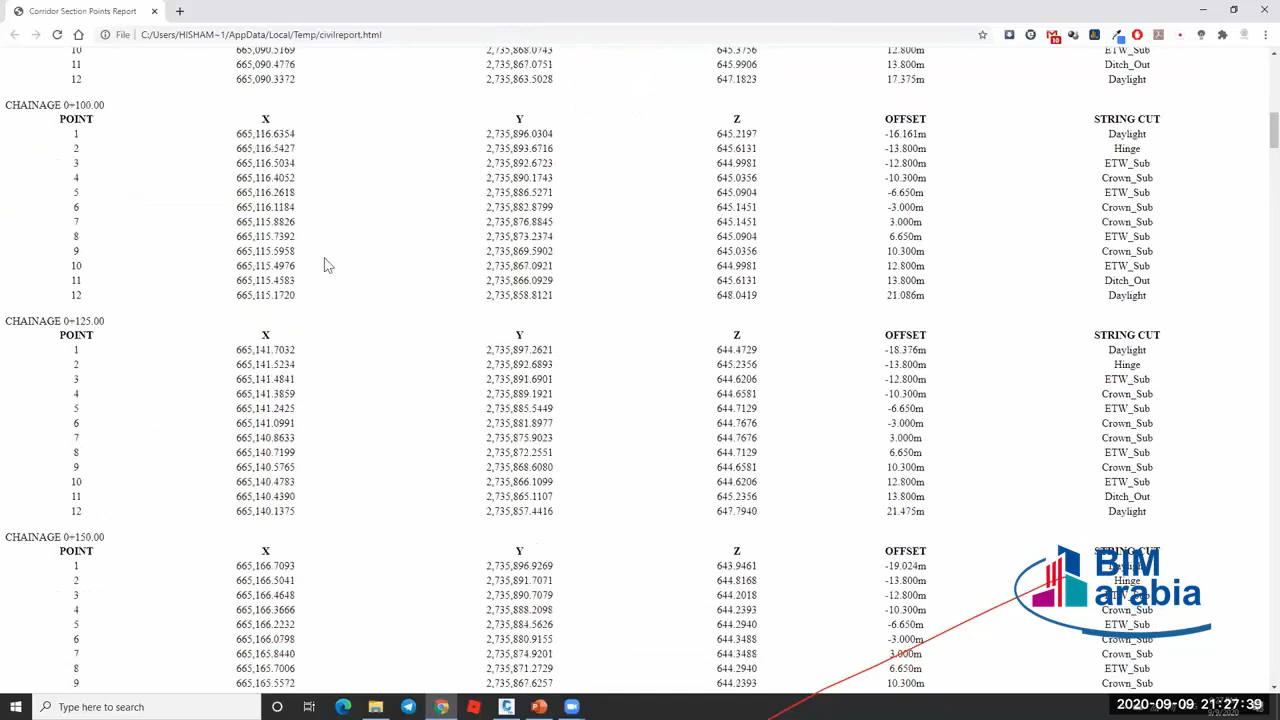 Corridor Section Points Report
File C:/Users/HISHAM~1/AppData/Local/Temp/civilreport.html
10 665,090.5169 2,735,868.0743 645.3756 12.800m ETW_Sub
11 665,090.4776 2,735,867.0751 645.9906 13.800m Ditch_Out
12 665,090.3372 2,735,863.5028 647.1823 17.375m Daylight
CHAINAGE 0+100.00
POINT X Y Z OFFSET STRING CUT
1 665,116.6354 2,735,896.0304 645.2197 -16.161m Daylight
2 665,116.5427 2,735,893.6716 645.6131 -13.800m Hinge
3 665,116.5034 2,735,892.6723 644.9981 -12.800m ETW_Sub
4 665,116.4052 2,735,890.1743 645.0356 -10.300m Crown_Sub
5 665,116.2618 2,735,886.5271 645.0904 -6.650m ETW_Sub
6 665,116.1184 2,735,882.8799 645.1451 -3.000m Crown_Sub
7 665,115.8826 2,735,876.8845 645.1451 3.000m Crown_Sub
8 665,115.7392 2,735,873.2374 645.0904 6.650m ETW_Sub
9 665,115.5958 2,735,869.5902 645.0356 10.300m Crown_Sub
10 665,115.4976 2,735,867.0921 644.9981 12.800m ETW_Sub
11 665,115.4583 2,735,866.0929 645.6131 13.800m Ditch_Out
12 665,115.1720 2,735,858.8121 648.0419 21.086m Daylight
CHAINAGE 0+125.00
POINT X Y Z OFFSET STRING CUT
1 665,141.7032 2,735,897.2621 644.4729 -18.376m Daylight
2 665,141.5234 2,735,892.6893 645.2356 -13.800m Hinge
3 665,141.4841 2,735,891.6901 644.6206 -12.800m ETW_Sub
4 665,141.3859 2,735,889.1921 644.6581 -10.300m Crown_Sub
5 665,141.2425 2,735,885.5449 644.7129 -6.650m ETW_Sub
6 665,141.0991 2,735,881.8977 644.7676 -3.000m Crown_Sub
7 665,140.8633 2,735,875.9023 644.7676 3.000m Crown_Sub
8 665,140.7199 2,735,872.2551 644.7129 6.650m ETW_Sub
9 665,140.5765 2,735,868.6080 644.6581 10.300m Crown_Sub
10 665,140.4783 2,735,866.1099 644.6206 12.800m ETW_Sub
11 665,140.4390 2,735,865.1107 645.2356 13.800m Ditch_Out
12 665,140.1375 2,735,857.4416 647.7940 21.475m Daylight
CHAINAGE 0+150.00
POINT X Y Z OFFSET STRING CUT
1 665,166.7093 2,735,896.9269 643.9461 -19.024m Daylight
2 665,166.5041 2,735,891.7071 644.8168 -13.800m Hinge
3 665,166.4648 2,735,890.7079 644.2018 -12.800m ETW_Sub
4 665,166.3666 2,735,888.2098 644.2393 -10.300m Crown_Sub
5 665,166.2232 2,735,884.5626 644.2940 -6.650m ETW_Sub
6 665,166.0798 2,735,880.9155 644.3488 -3.000m Crown_Sub
7 665,165.8440 2,735,874.9201 644.3488 3.000m Crown_Sub
8 665,165.7006 2,735,871.2729 644.2940 6.650m ETW_Sub
9 665,165.5572 2,735,867.6257 644.2393 10.300m Crown_Sub
BIM
arabia
Type here to search
2020-09-09 21:27:39